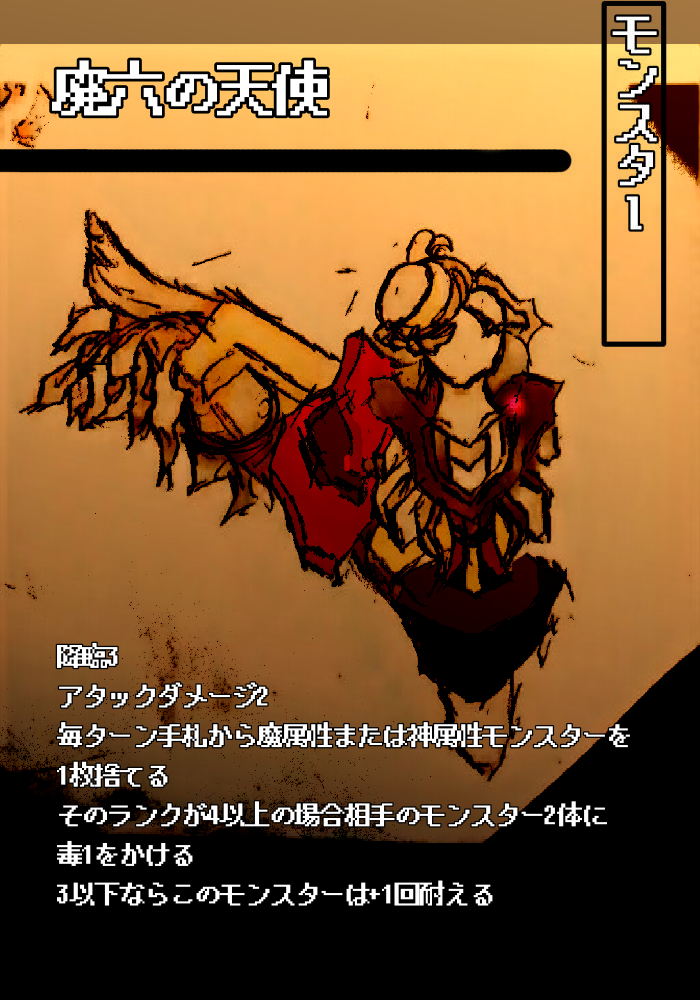 モンスター
魔六の天使
降臨3
アタックダメージ2
毎ターン手札から魔属性または神属性モンスターを
1枚捨てる
そのランクが4以上の場合相手のモンスター2体に
毒1をかける
3以下ならこのモンスターは+1回耐える